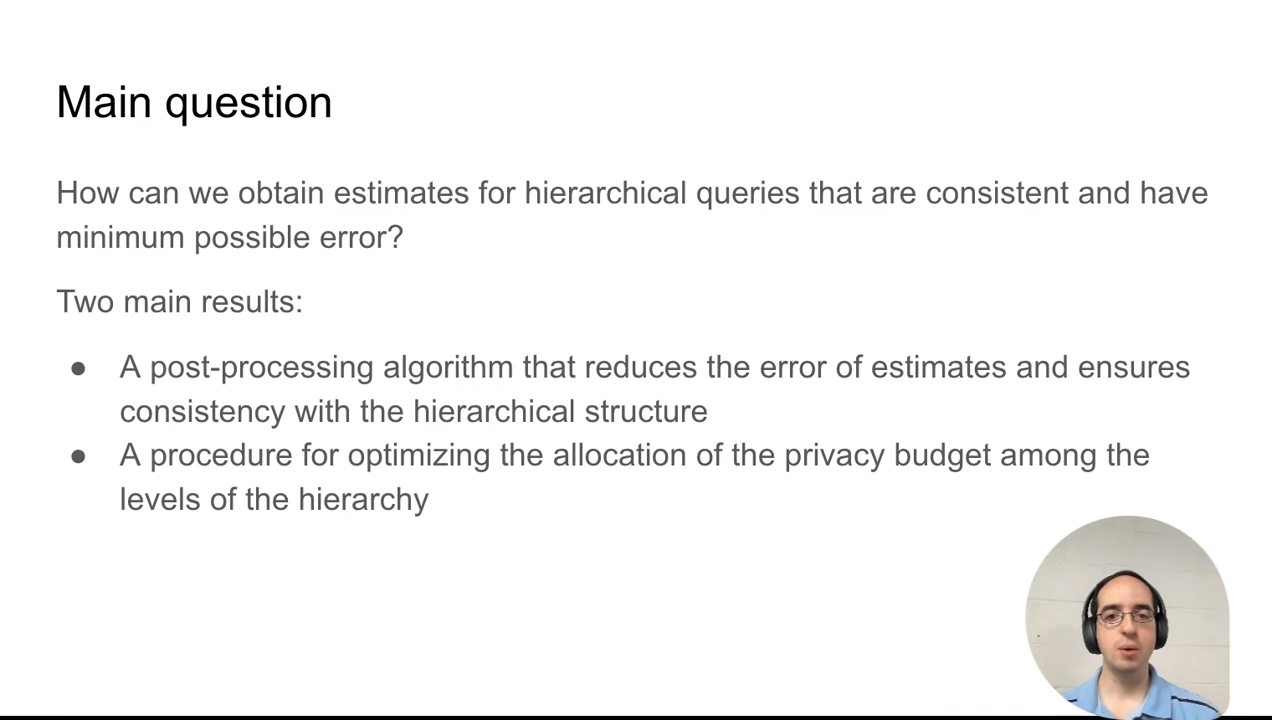 Main question
How can we obtain estimates for hierarchical queries that are consistent and have
minimum possible error?
Two main results:
● A post-processing algorithm that reduces the error of estimates and ensures
consistency with the hierarchical structure
● A procedure for optimizing the allocation of the privacy budget among the
levels of the hierarchy